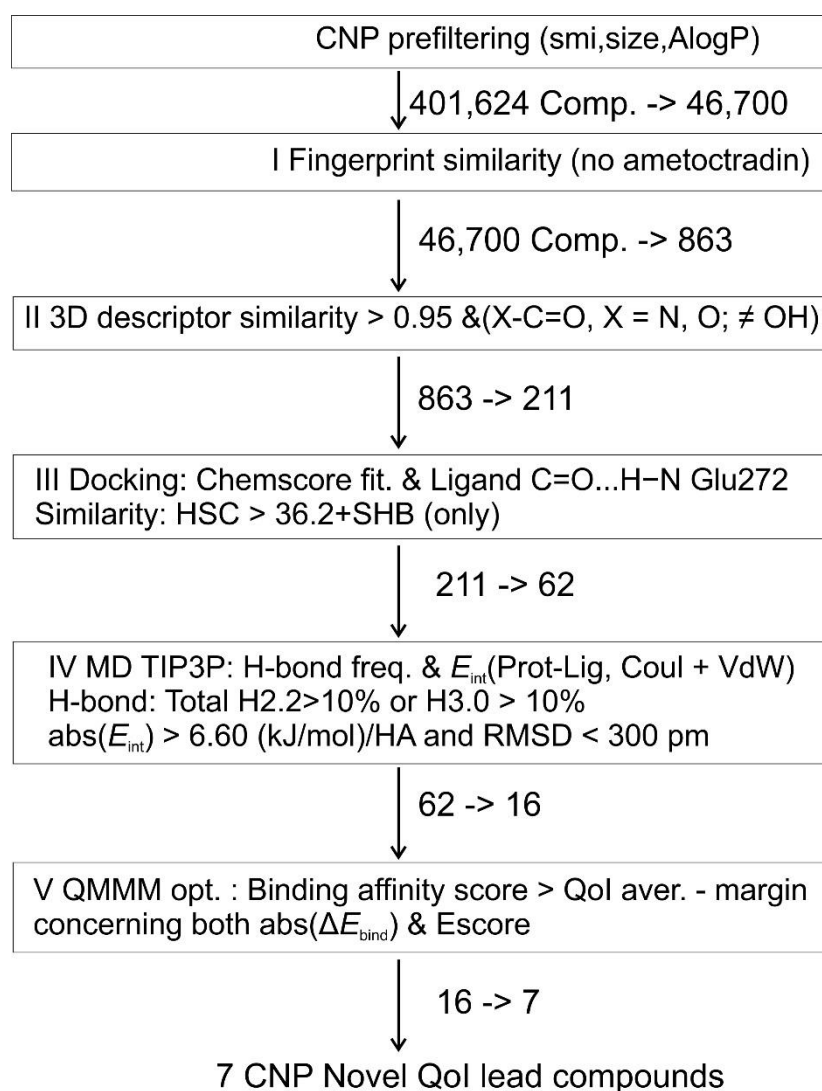 CNP prefiltering (smi,size,AlogP)
401,624 Comp. -> 46,700
I Fingerprint similarity (no ametoctradin)
46,700 Comp. -> 863
II 3D descriptor similarity > 0.95 &(X-C=O, X = N, O; ≠ OH)
863 -> 211
III Docking: Chemscore fit. & Ligand C=O...H−N Glu272
Similarity: HSC > 36.2+SHB (only)
211 -> 62
IV MD TIP3P: H-bond freq. & Eint(Prot-Lig, Coul + VdW)
H-bond: Total H2.2>10% or H3.0 > 10%
abs(Eint) > 6.60 (kJ/mol)/HA and RMSD < 300 pm
62 -> 16
V QMMM opt. : Binding affinity score > QoI aver. - margin
concerning both abs(ΔEbind) & Escore
16 -> 7
7 CNP Novel QoI lead compounds